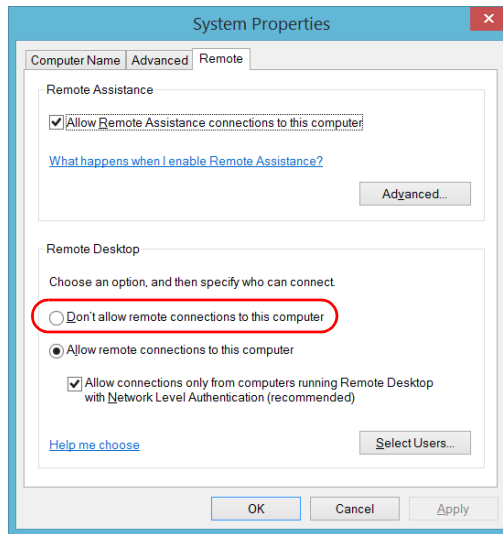 System Properties
Computer Name Advanced Remote
Remote Assistance
Allow Remote Assistance connections to this computer
What happens when I enable Remote Assistance?
Advanced...
Remote Desktop
Choose an option, and then specify who can connect.
Don't allow remote connections to this computer
Allow remote connections to this computer
Allow connections only from computers running Remote Desktop
with Network Level Authentication (recommended)
Help me choose Select Users...
OK Cancel Apply